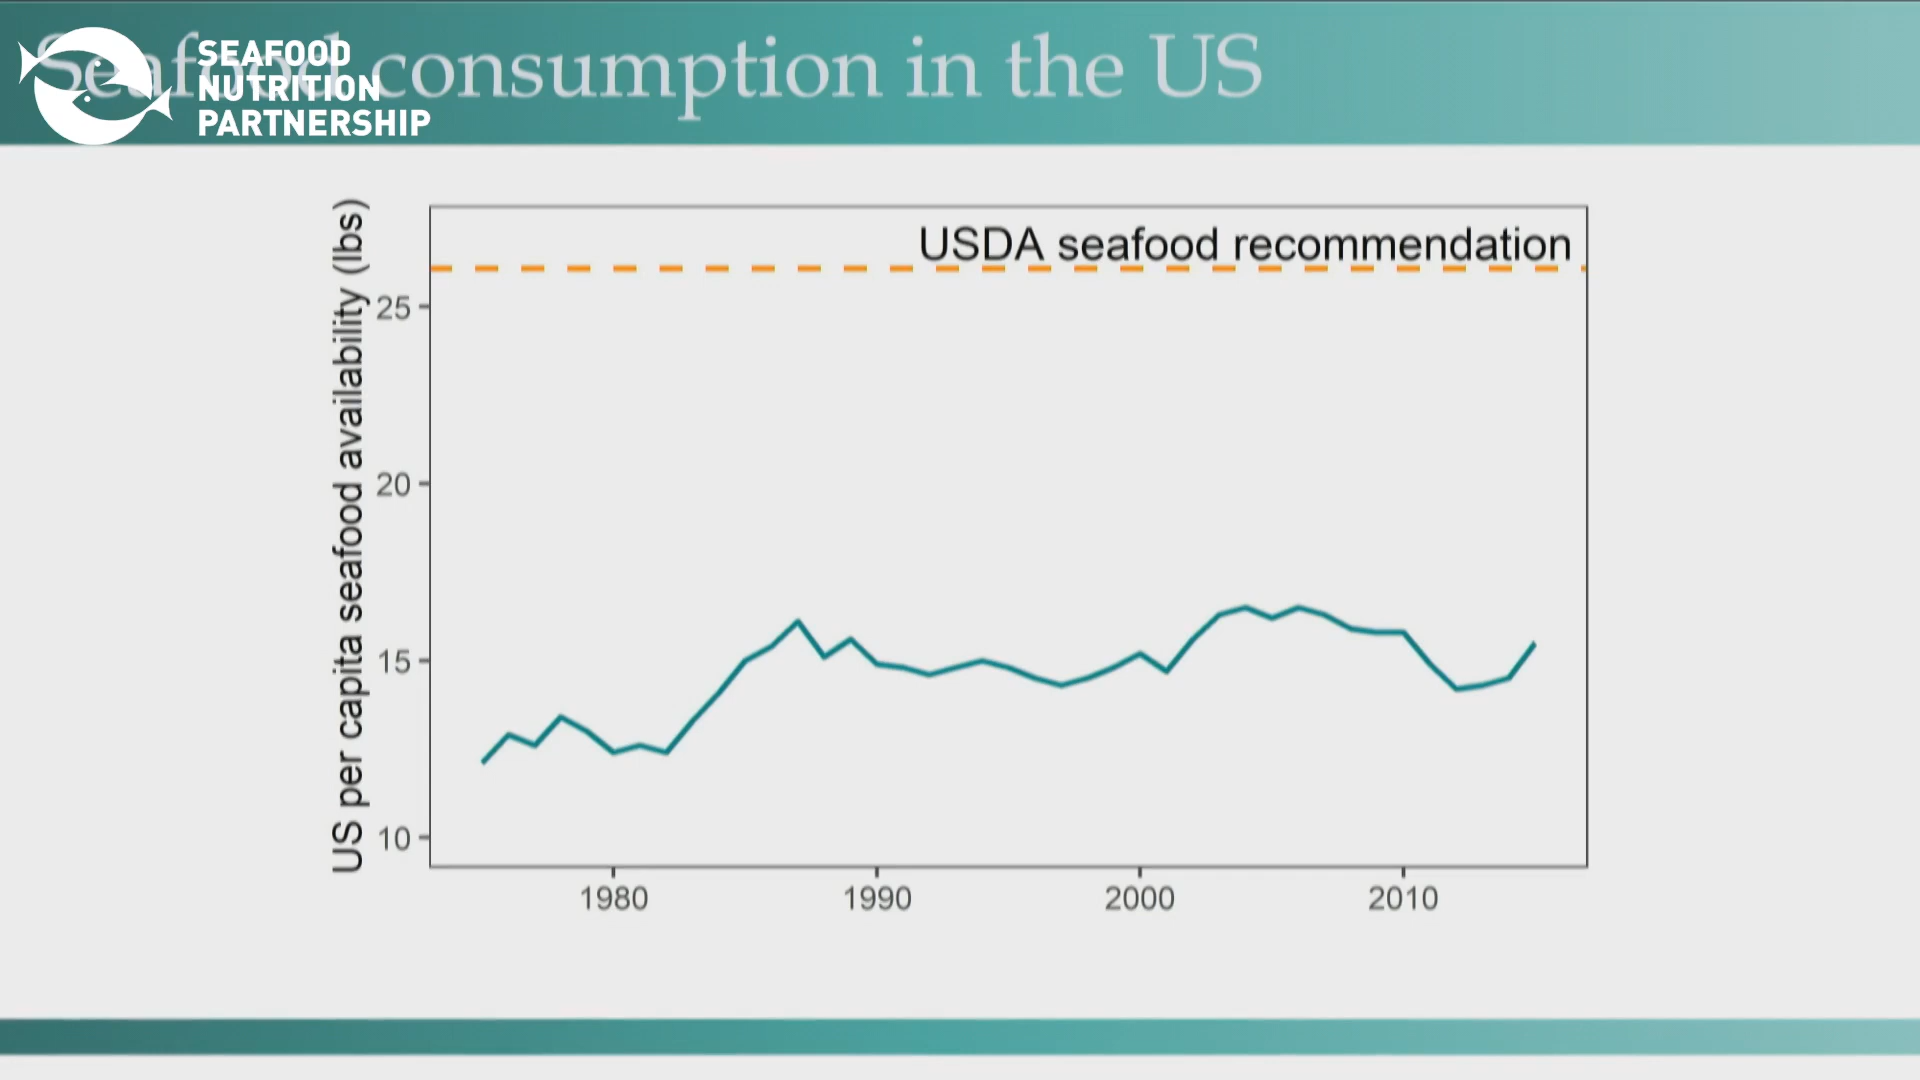 Seafood consumption in the US
SEAFOOD
NUTRITION
PARTNERSHIP
US per capita seafood availability (lbs)
USDA seafood recommendation
25
20
15
10
1980
1990
2000
2010